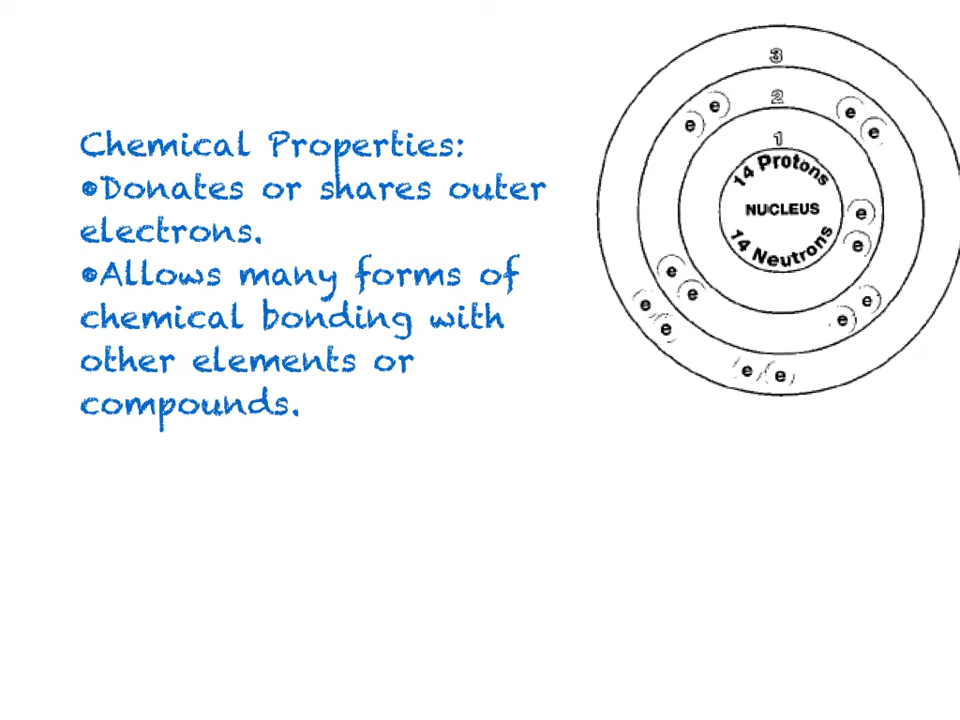 Chemical Properties:
•Donates or shares outer
electrons.
•Allows many forms of
chemical bonding with
other elements or
compounds.
3
2
1
14 Protons
NUCLEUS
14 Neutrons
e
e
e
e
e
e
e
e
e
e
e
e
e
e